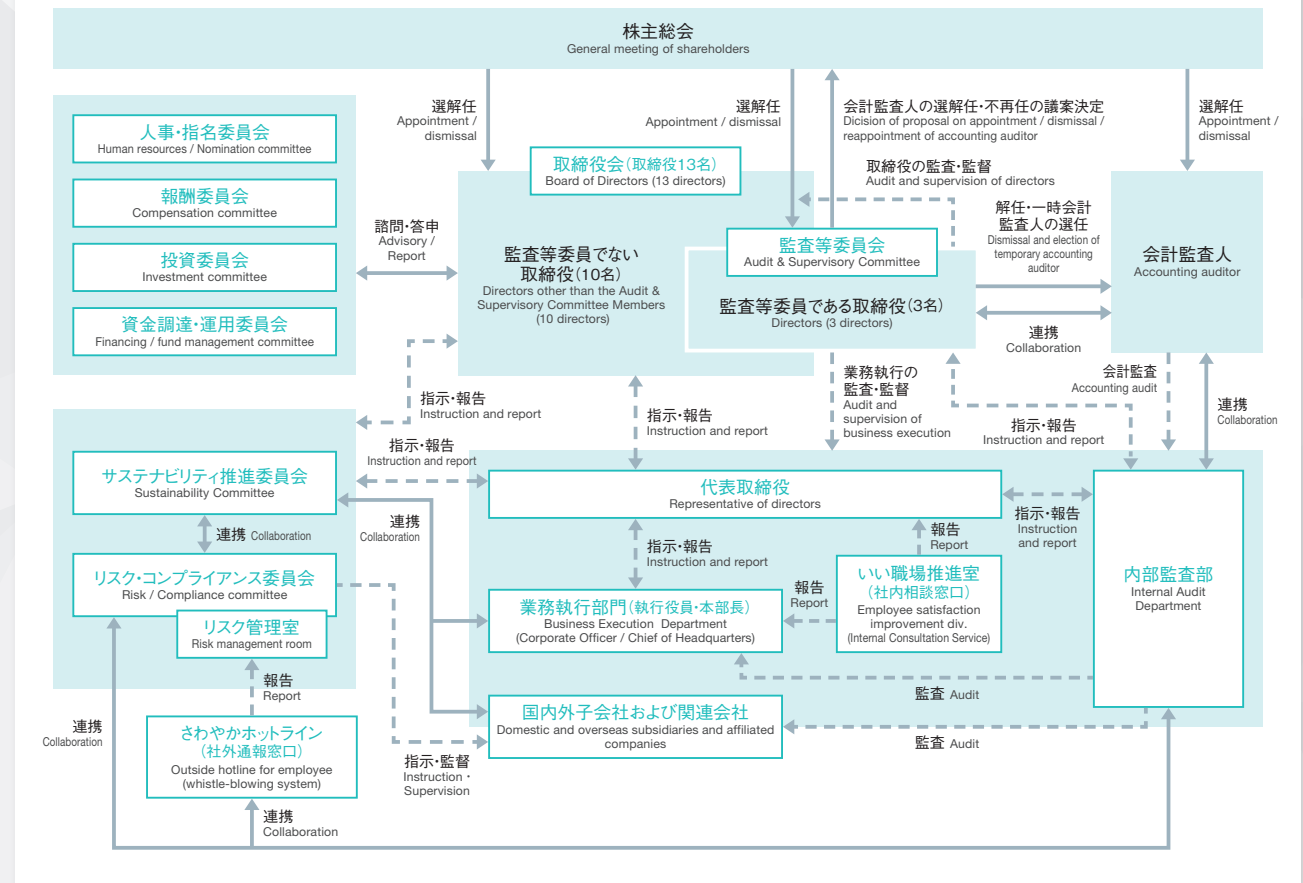 株主総会
General meeting of shareholders
選解任
Appointment /
dismissal
選解任
Appointment / dismissal
会計監査人の選解任・不再任の議案決定
Dicision of proposal on appointment / dismissal /
reappointment of accounting auditor
選解任
Appointment /
dismissal
人事・指名委員会
Human resources / Nomination committee
報酬委員会
Compensation committee
投資委員会
Investment committee
資金調達・運用委員会
Financing / fund management committee
諮問・答申
Advisory /
Report
取締役会（取締役13名）
Board of Directors (13 directors)
監査等委員でない
取締役（10名）
Directors other than the Audit &
Supervisory Committee Members
(10 directors)
取締役の監査・監督
Audit and supervision of directors
監査等委員会
Audit & Supervisory Committee
監査等委員である取締役（3名）
Directors (3 directors)
解任・一時会計
監査人の選任
Dismissal and election of
temporary accounting
auditor
連携
Collaboration
会計監査人
Accounting auditor
指示・報告
Instruction and report
指示・報告
Instruction and report
業務執行の
監査・監督
Audit and
supervision of
business execution
会計監査
Accounting audit
指示・報告
Instruction and report
連携
Collaboration
指示・報告
Instruction and report
サステナビリティ推進委員会
Sustainability Committee
連携 Collaboration
リスク・コンプライアンス委員会
Risk / Compliance committee
リスク管理室
Risk management room
連携
Collaboration
代表取締役
Representative of directors
指示・報告
Instruction and report
報告
Report
指示・報告
Instruction
and report
業務執行部門（執行役員・本部長）
Business Execution Department
(Corporate Officer / Chief of Headquarters)
報告
Report
いい職場推進室
（社内相談窓口）
Employee satisfaction
improvement div.
(Internal Consultation Service)
内部監査部
Internal Audit
Department
監査 Audit
国内外子会社および関連会社
Domestic and overseas subsidiaries and affiliated
companies
監査 Audit
報告
Report
連携
Collaboration
さわやかホットライン
（社外通報窓口）
Outside hotline for employee
(whistle-blowing system)
指示・監督
Instruction・
Supervision
連携
Collaboration